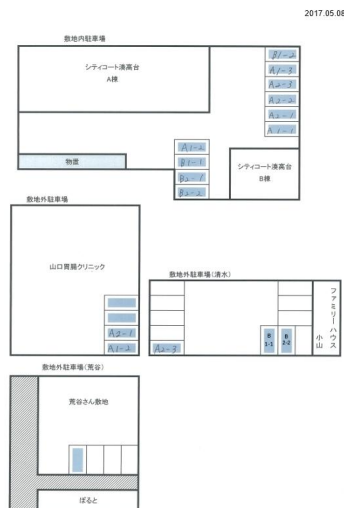 2017.05.08
敷地内駐車場
シティコート湊高台
A棟
B1-2
A1-3
A2-3
A2-2
A2-1
A1-1
A1-2
B1-1
B2-1
B2-2
物置
シティコート湊高台
B棟
敷地外駐車場
山口胃腸クリニック
A2-1
A1-2
敷地外駐車場(清水)
A2-3
B
1-1
B
2-2
ファミリーハウス
小山
敷地外駐車場(荒谷)
荒谷さん敷地
ぽると